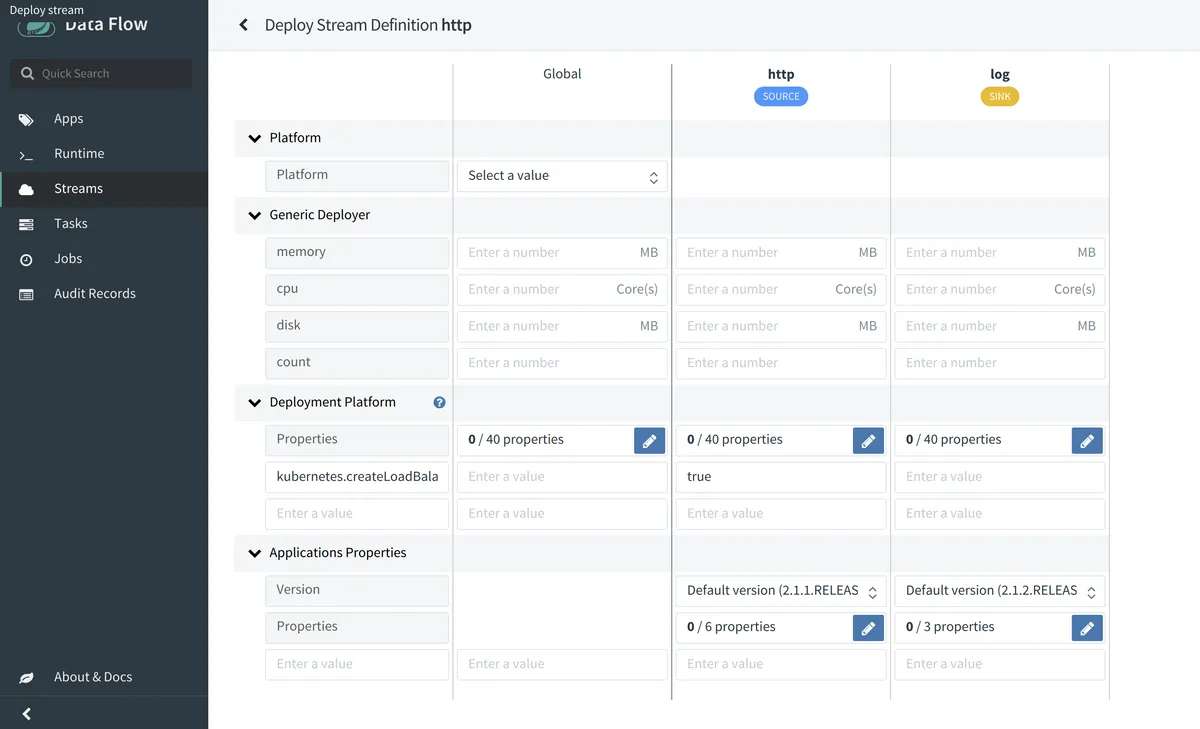 Deploy stream
Data Flow
Deploy Stream Definition http
Quick Search
Apps
Runtime
Streams
Tasks
Jobs
Audit Records
About & Docs
Global http log
SOURCE SINK
Platform
Platform Select a value
Generic Deployer
memory Enter a number MB Enter a number MB Enter a number MB
cpu Enter a number Core(s) Enter a number Core(s) Enter a number Core(s)
disk Enter a number MB Enter a number MB Enter a number MB
count Enter a number Enter a number Enter a number
Deployment Platform ?
Properties 0 / 40 properties 0 / 40 properties 0 / 40 properties
kubernetes.createLoadBala Enter a value true Enter a value
Enter a value Enter a value Enter a value Enter a value
Applications Properties
Version Default version (2.1.1.RELEAS Default version (2.1.2.RELEAS
Properties 0 / 6 properties 0 / 3 properties
Enter a value Enter a value Enter a value Enter a value